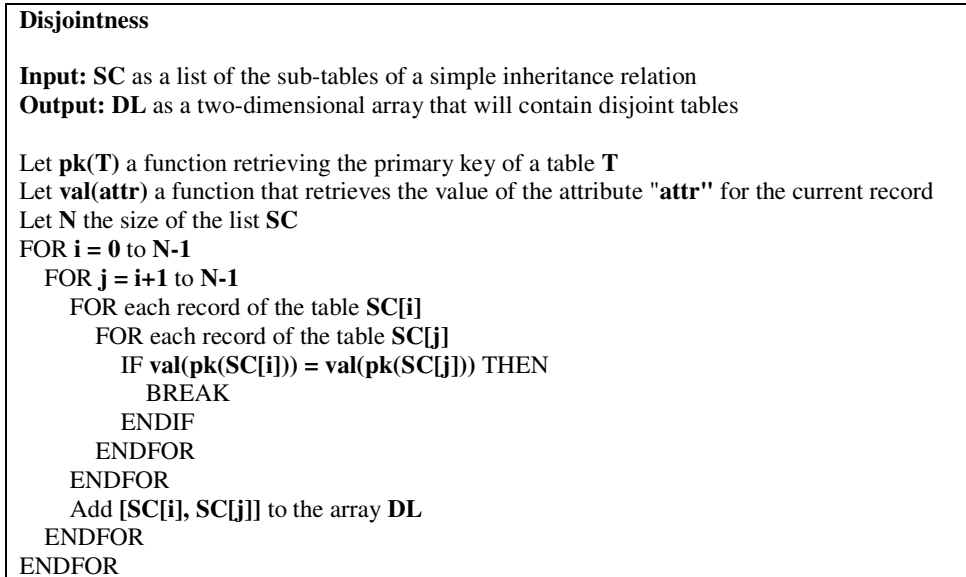 Disjointness
Input: SC as a list of the sub-tables of a simple inheritance relation
Output: DL as a two-dimensional array that will contain disjoint tables
Let pk(T) a function retrieving the primary key of a table T
Let val(attr) a function that retrieves the value of the attribute "attr" for the current record
Let N the size of the list SC
FOR i = 0 to N-1
FOR j = i+1 to N-1
FOR each record of the table SC[i]
FOR each record of the table SC[j]
IF val(pk(SC[i])) = val(pk(SC[j])) THEN
BREAK
ENDIF
ENDFOR
ENDFOR
Add [SC[i], SC[j]] to the array DL
ENDFOR
ENDFOR